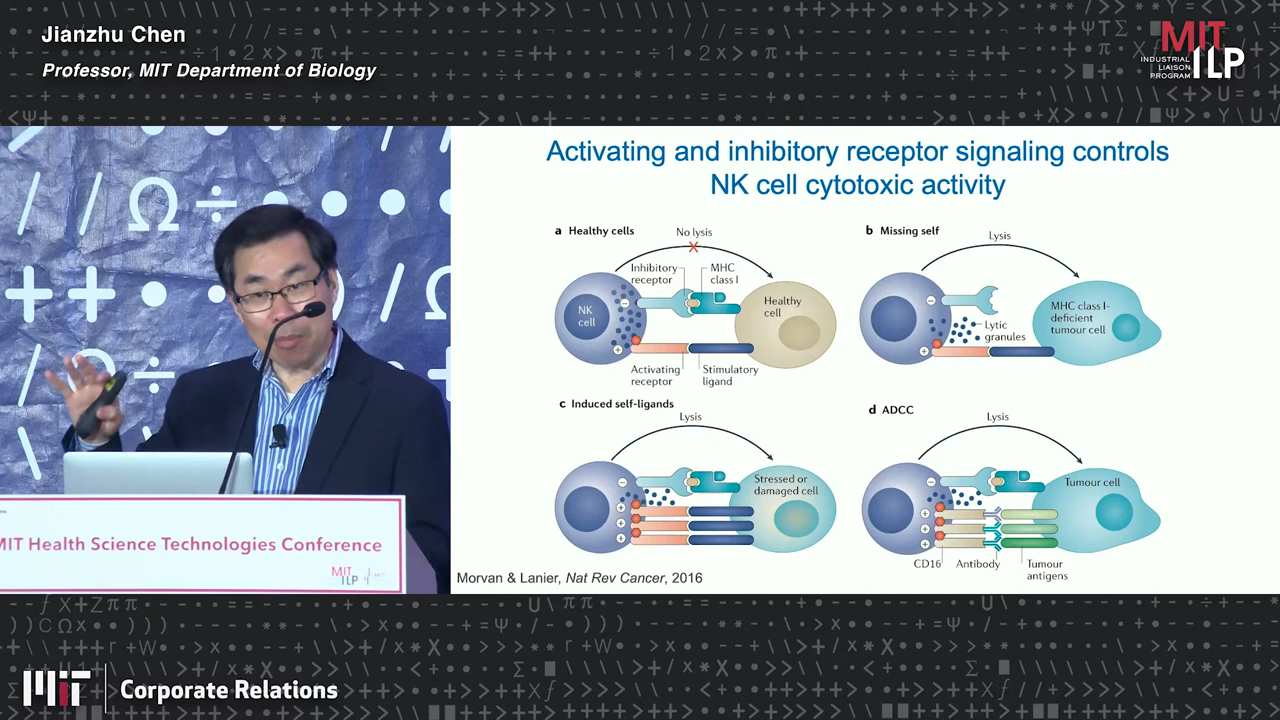 Jianzhu Chen
Professor, MIT Department of Biology
MIT
INDUSTRIAL
LIAISON
PROGRAM
ILP
Activating and inhibitory receptor signaling controls
NK cell cytotoxic activity
a Healthy cells
No lysis
Inhibitory
receptor
MHC
class I
NK
cell
Healthy
cell
Activating
receptor
Stimulatory
ligand
b Missing self
Lysis
MHC class I-
deficient
tumour cell
Lytic
granules
c Induced self-ligands
Lysis
Stressed or
damaged cell
d ADCC
Lysis
Tumour cell
CD16
Antibody
Tumour
antigens
Morvan & Lanier, Nat Rev Cancer, 2016
MIT Health Science Technologies Conference
MIT
ILP
MIT
Corporate Relations